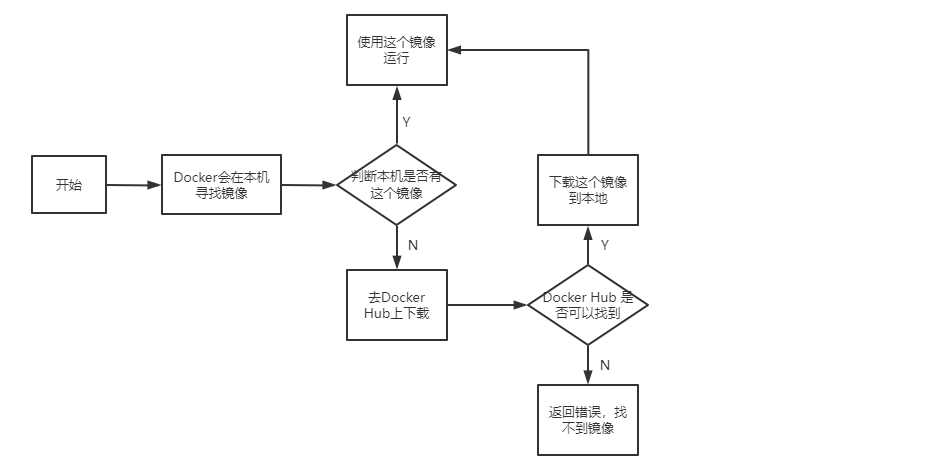 使用这个镜像
运行
Y
开始
Docker会在本机
寻找镜像
判断本机是否有
这个镜像
下载这个镜像
到本地
N
Y
去Docker
Hub上下载
Docker Hub 是
否可以找到
N
返回错误，找
不到镜像